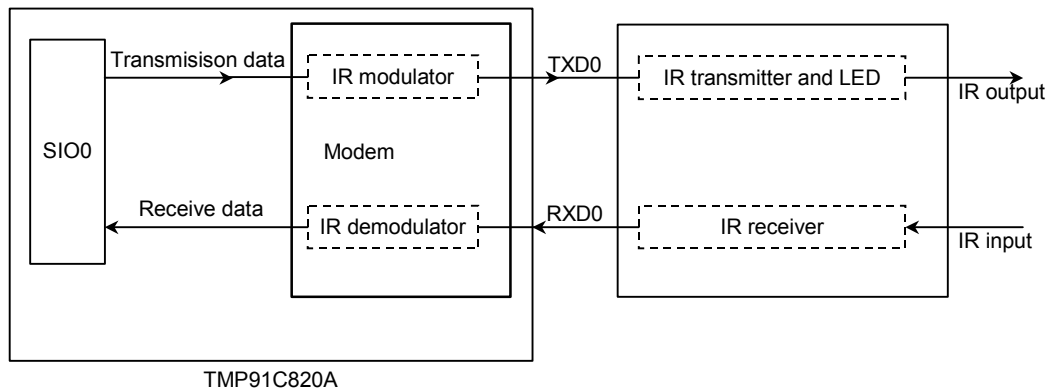 Transmisison data
IR modulator
TXD0
IR transmitter and LED
IR output
SIO0
Modem
Receive data
IR demodulator
RXD0
IR receiver
IR input
TMP91C820A